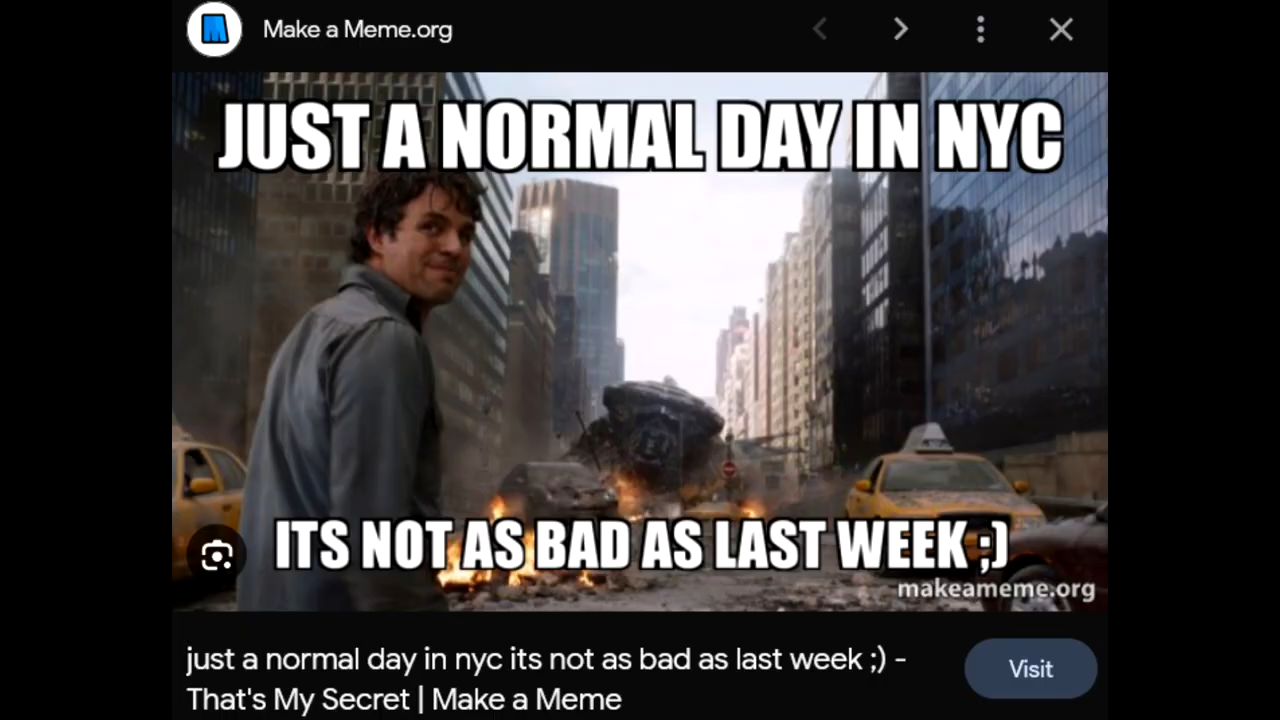 Make a Meme.org
JUST A NORMAL DAY IN NYC
ITS NOT AS BAD AS LAST WEEK ;)
makeameme.org
just a normal day in nyc its not as bad as last week ;) -
That's My Secret | Make a Meme
Visit